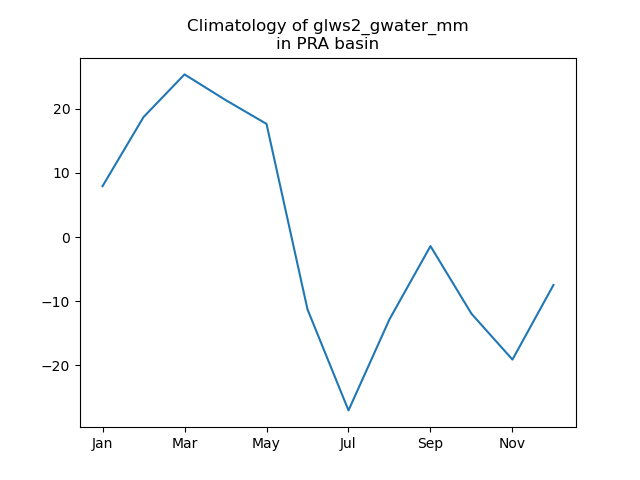 Climatology of glws2_gwater_mm
in PRA basin
20
10
0
−10
−20
Jan
Mar
May
Jul
Sep
Nov